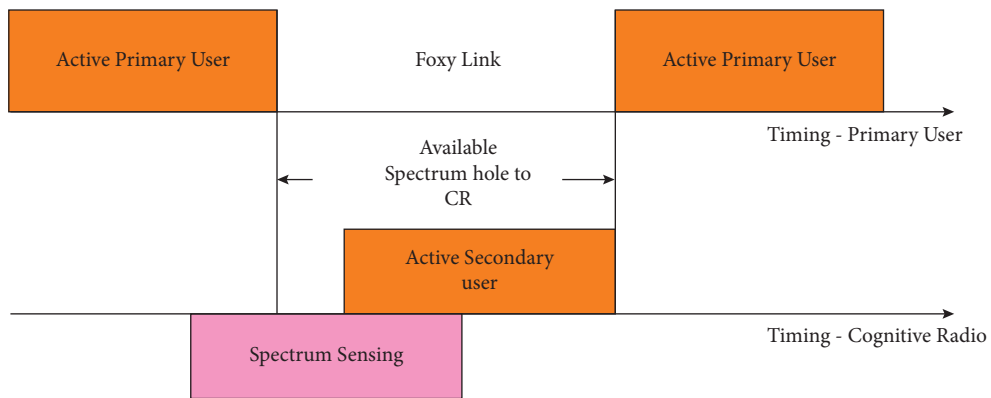 Active Primary User
Foxy Link
Active Primary User
Timing - Primary User
Available
Spectrum hole to
CR
Active Secondary
user
Timing - Cognitive Radio
Spectrum Sensing